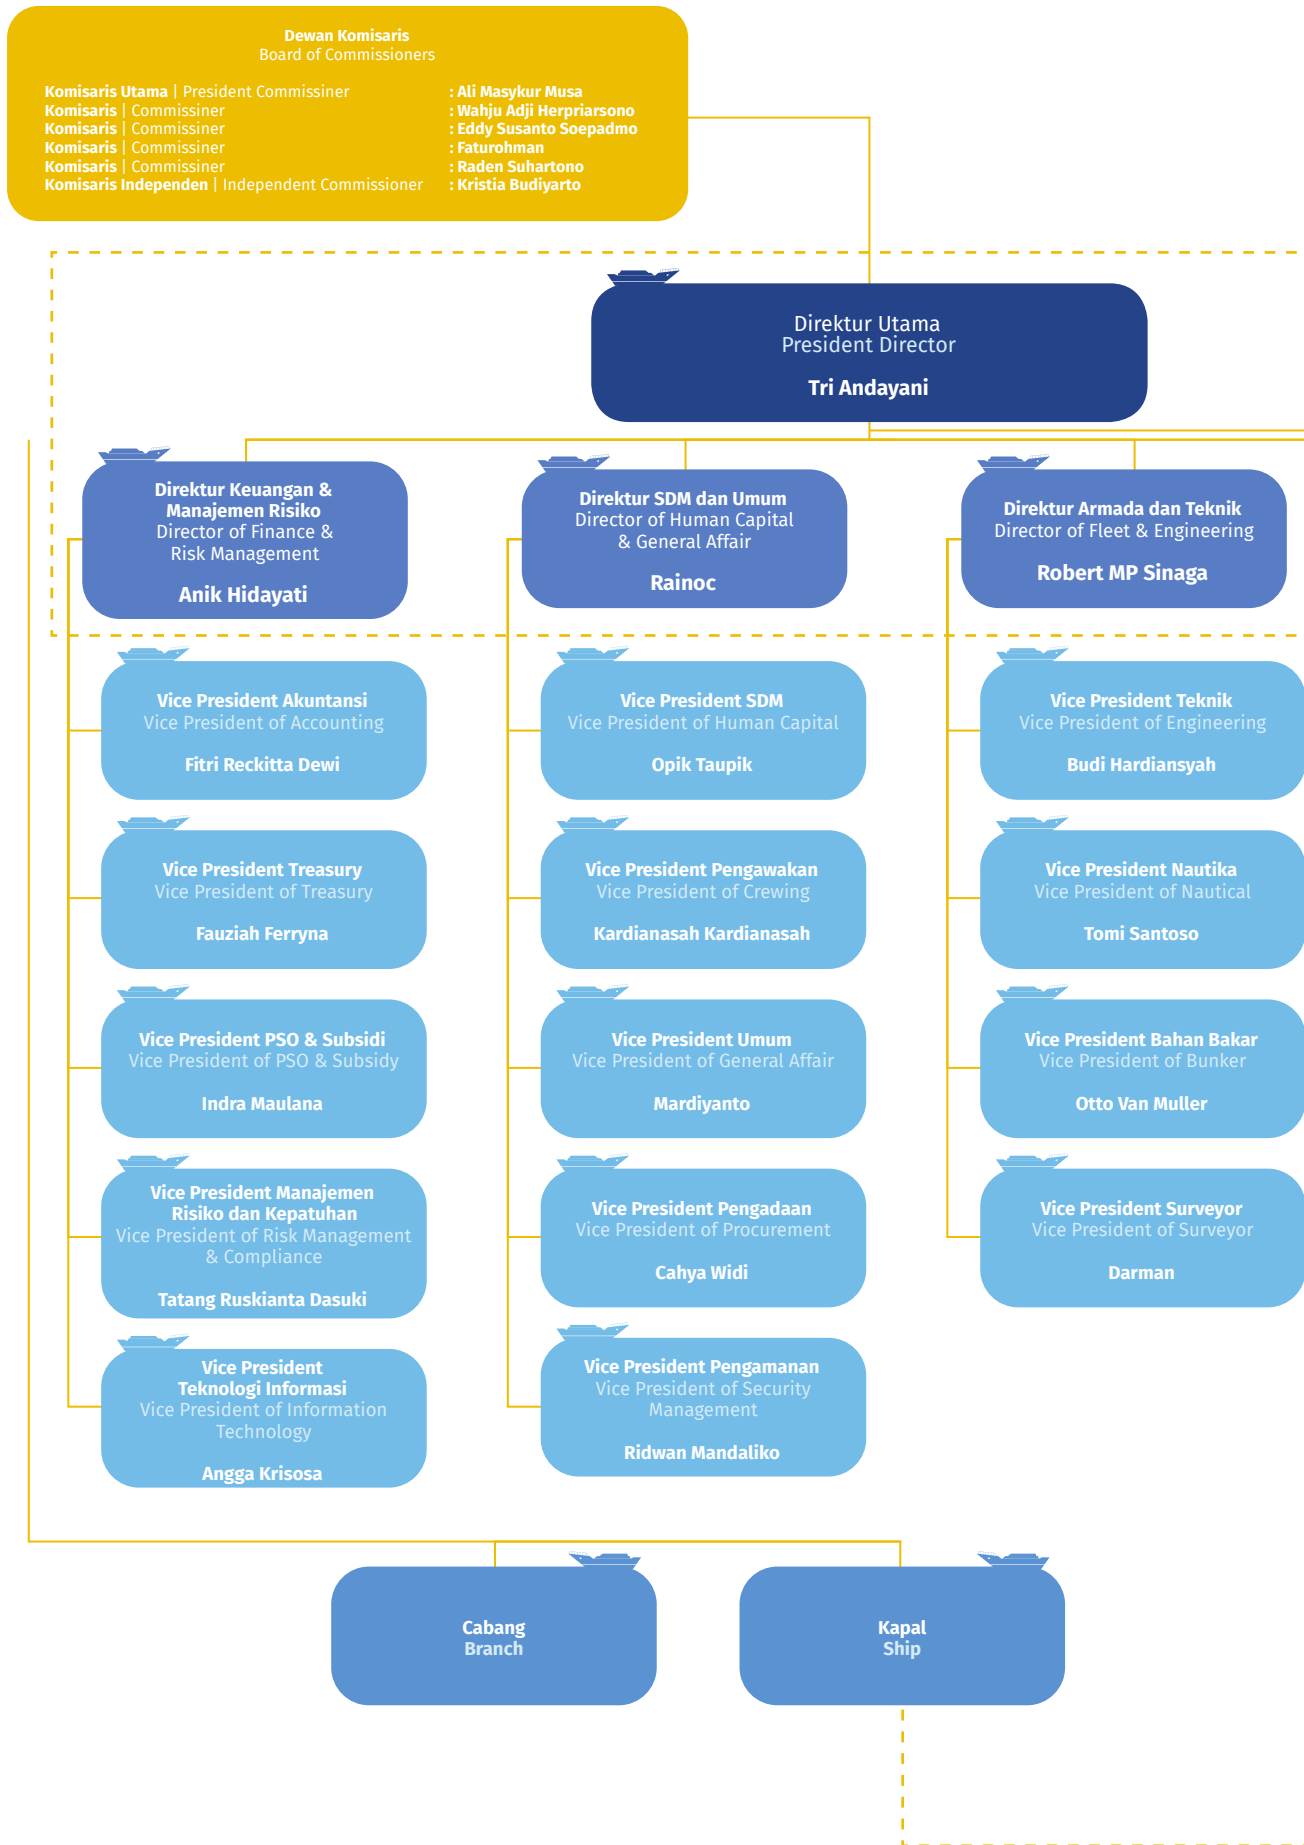 Dewan Komisaris
Board of Commissioners
Komisaris Utama | President Commissiner : Ali Masykur Musa
Komisaris | Commissiner : Wahju Adji Herpriarsono
Komisaris | Commissiner : Eddy Susanto Soepadmo
Komisaris | Commissiner : Faturohman
Komisaris | Commissiner : Raden Suhartono
Komisaris Independen | Independent Commissioner : Kristia Budiyarto
Direktur Utama
President Director
Tri Andayani
Direktur Keuangan &
Manajemen Risiko
Director of Finance &
Risk Management
Anik Hidayati
Direktur SDM dan Umum
Director of Human Capital
& General Affair
Rainoc
Direktur Armada dan Teknik
Director of Fleet & Engineering
Robert MP Sinaga
Vice President Akuntansi
Vice President of Accounting
Fitri Reckitta Dewi
Vice President SDM
Vice President of Human Capital
Opik Taupik
Vice President Teknik
Vice President of Engineering
Budi Hardiansyah
Vice President Treasury
Vice President of Treasury
Fauziah Ferryna
Vice President Pengawakan
Vice President of Crewing
Kardianasah Kardianasah
Vice President Nautika
Vice President of Nautical
Tomi Santoso
Vice President PSO & Subsidi
Vice President of PSO & Subsidy
Indra Maulana
Vice President Umum
Vice President of General Affair
Mardiyanto
Vice President Bahan Bakar
Vice President of Bunker
Otto Van Muller
Vice President Manajemen
Risiko dan Kepatuhan
Vice President of Risk Management
& Compliance
Tatang Ruskianta Dasuki
Vice President Pengadaan
Vice President of Procurement
Cahya Widi
Vice President Surveyor
Vice President of Surveyor
Darman
Vice President
Teknologi Informasi
Vice President of Information
Technology
Angga Krisosa
Vice President Pengamanan
Vice President of Security
Management
Ridwan Mandaliko
Cabang
Branch
Kapal
Ship